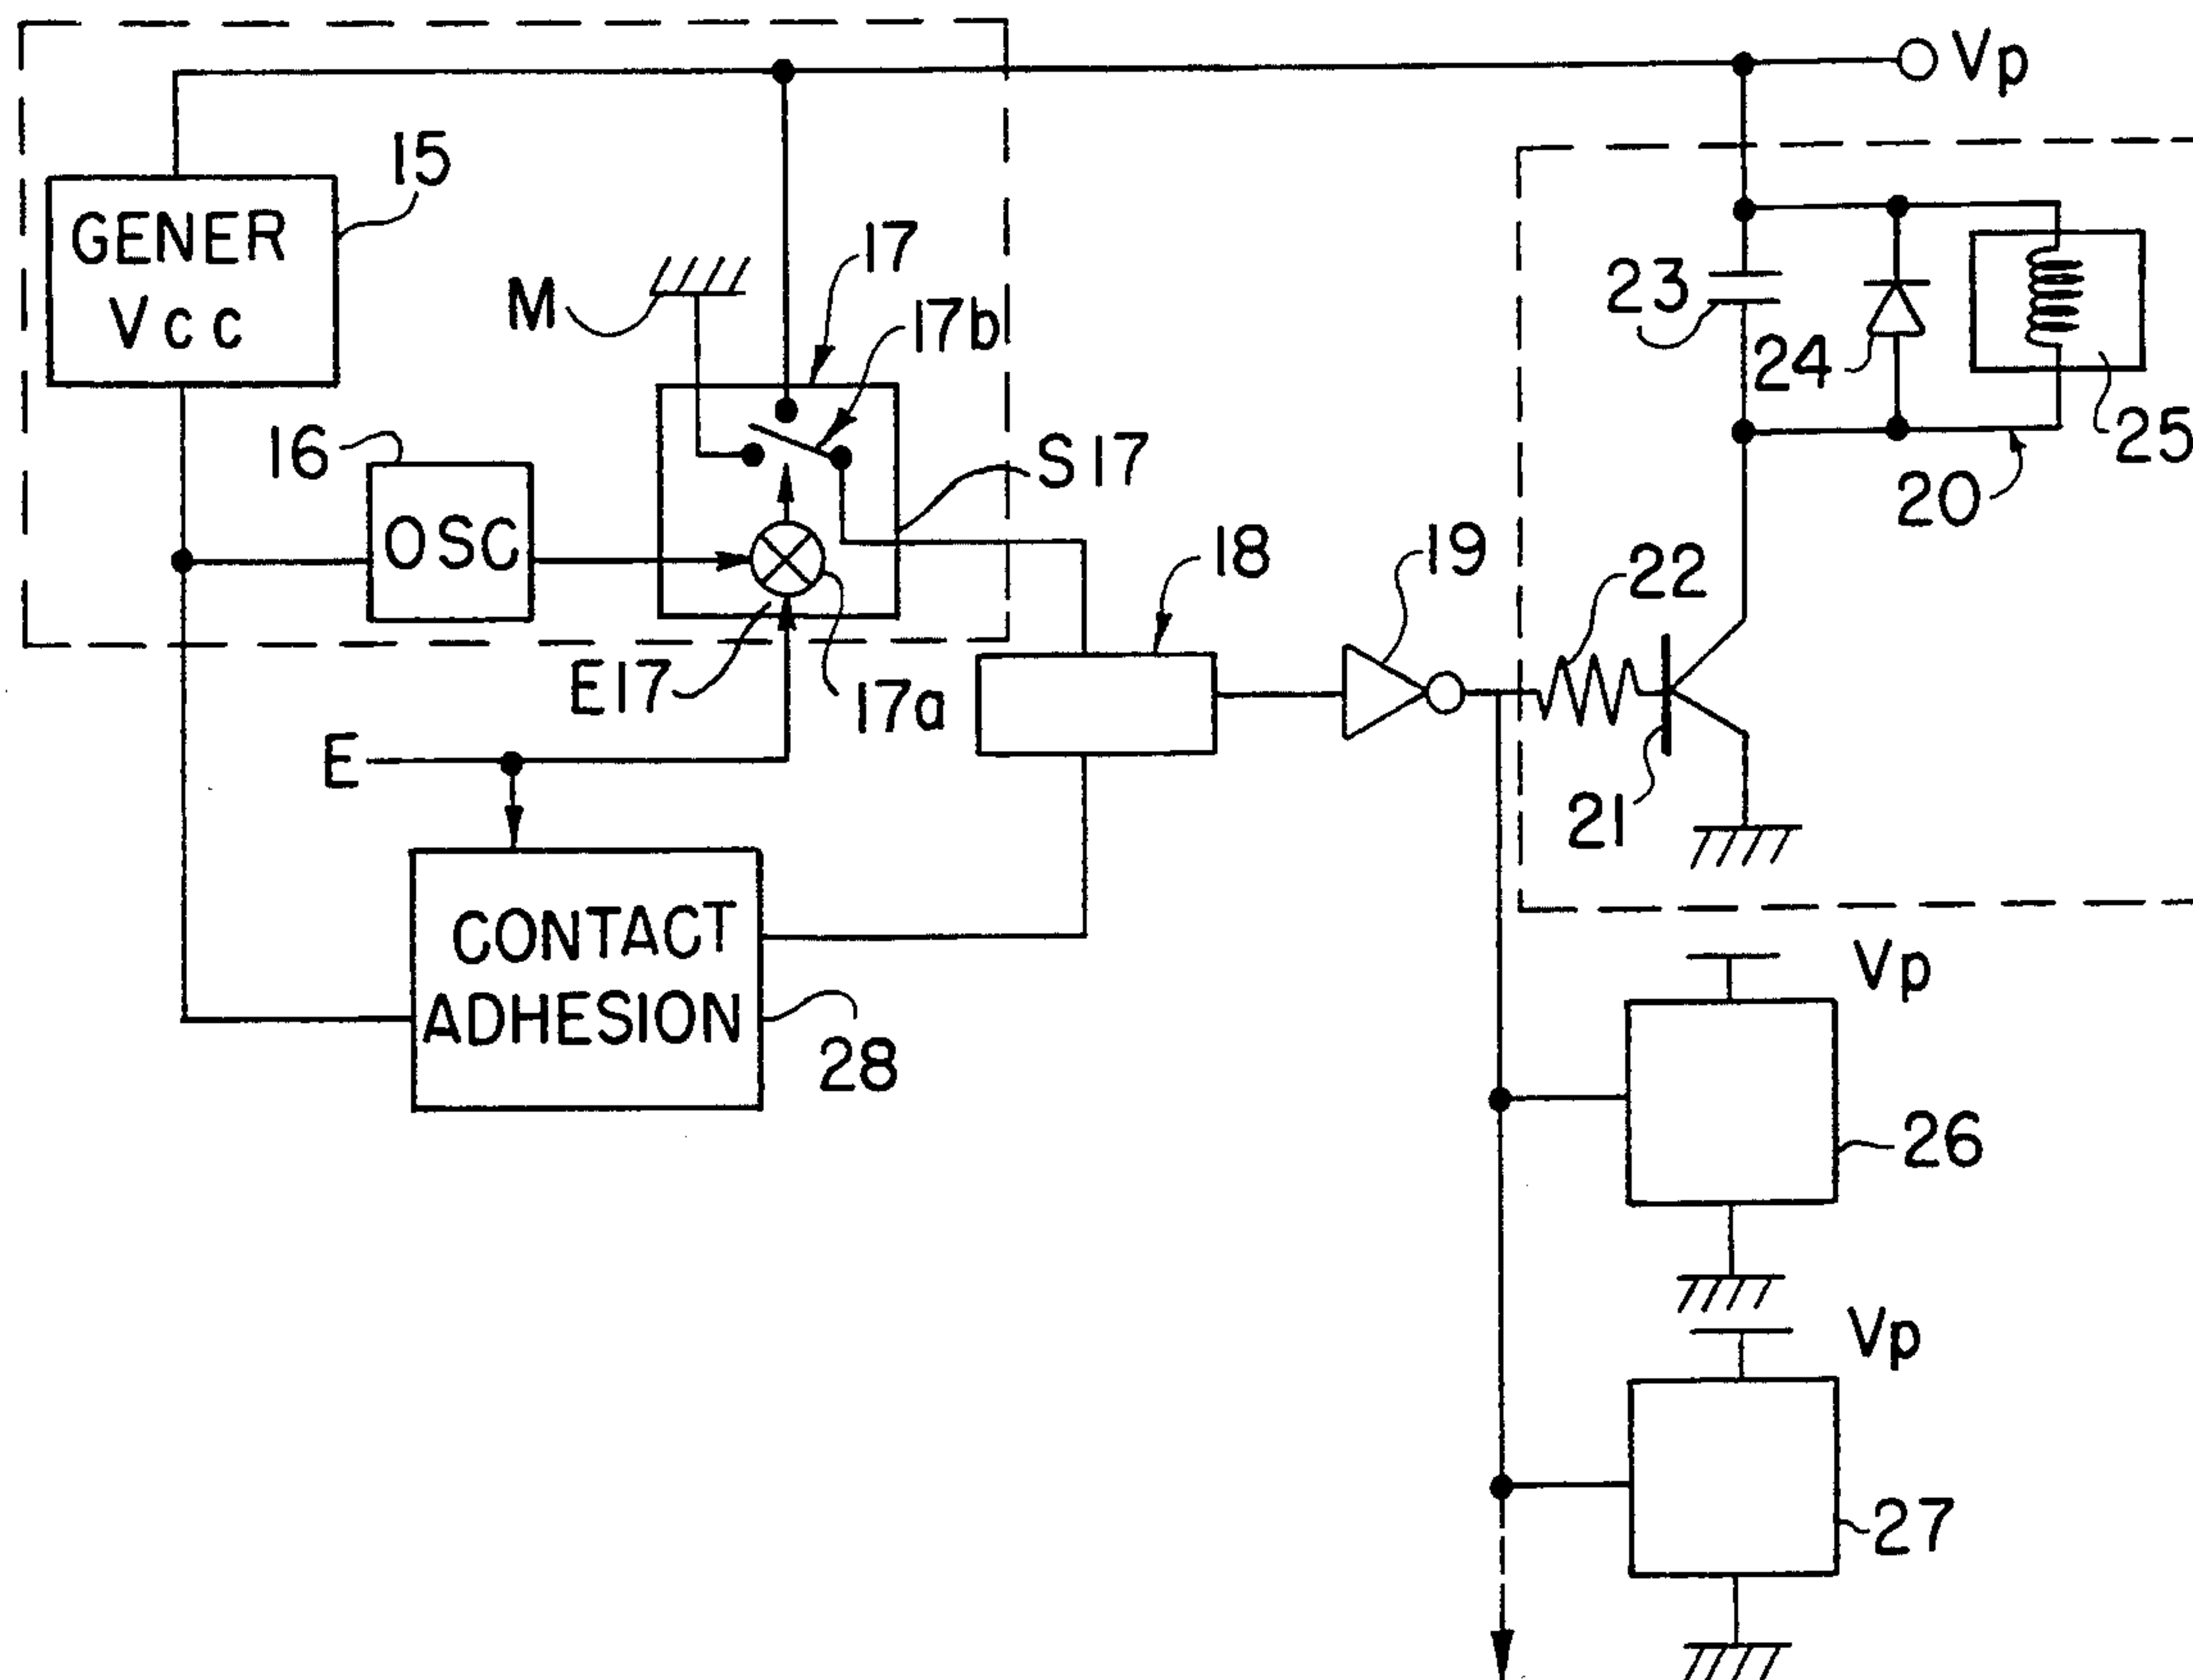 Vp
15
GENER
Vcc
17
M
17b
23
24
25
16
S17
20
OSC
18
19
22
E17
17a
E
21
CONTACT
ADHESION
28
Vp
26
Vp
27